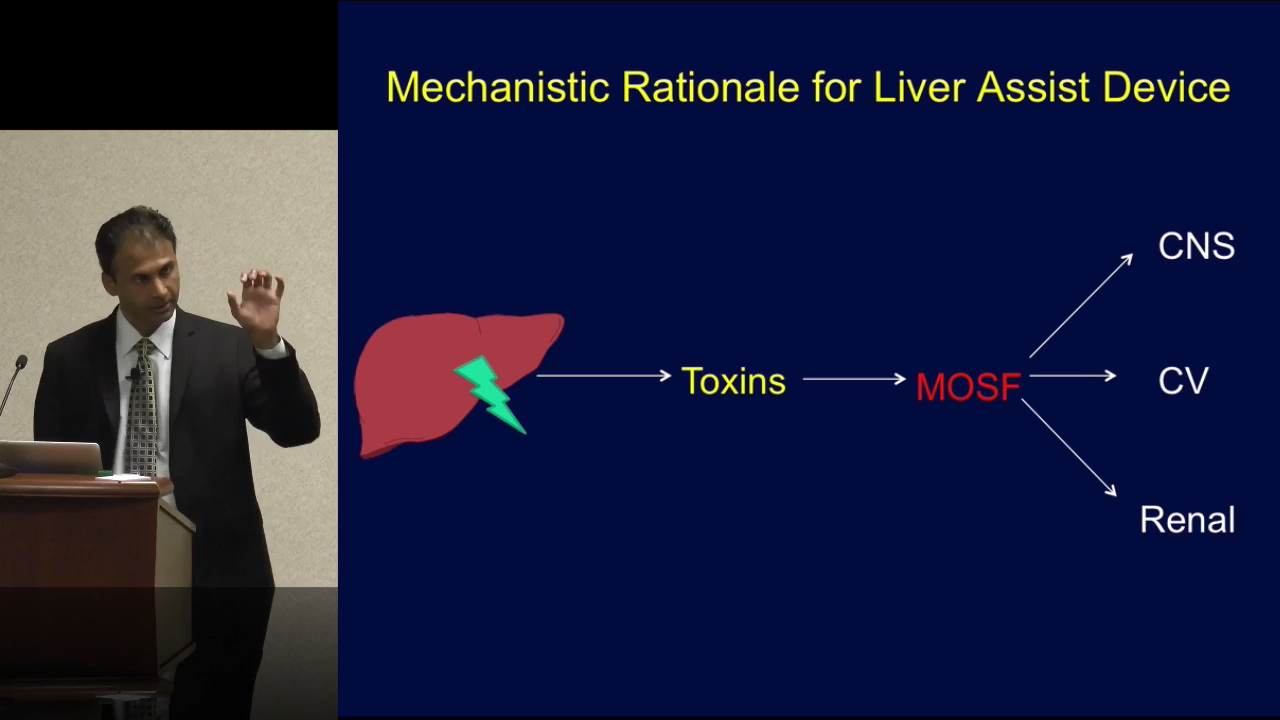 Mechanistic Rationale for Liver Assist Device
CNS
Toxins
MOSF
CV
Renal